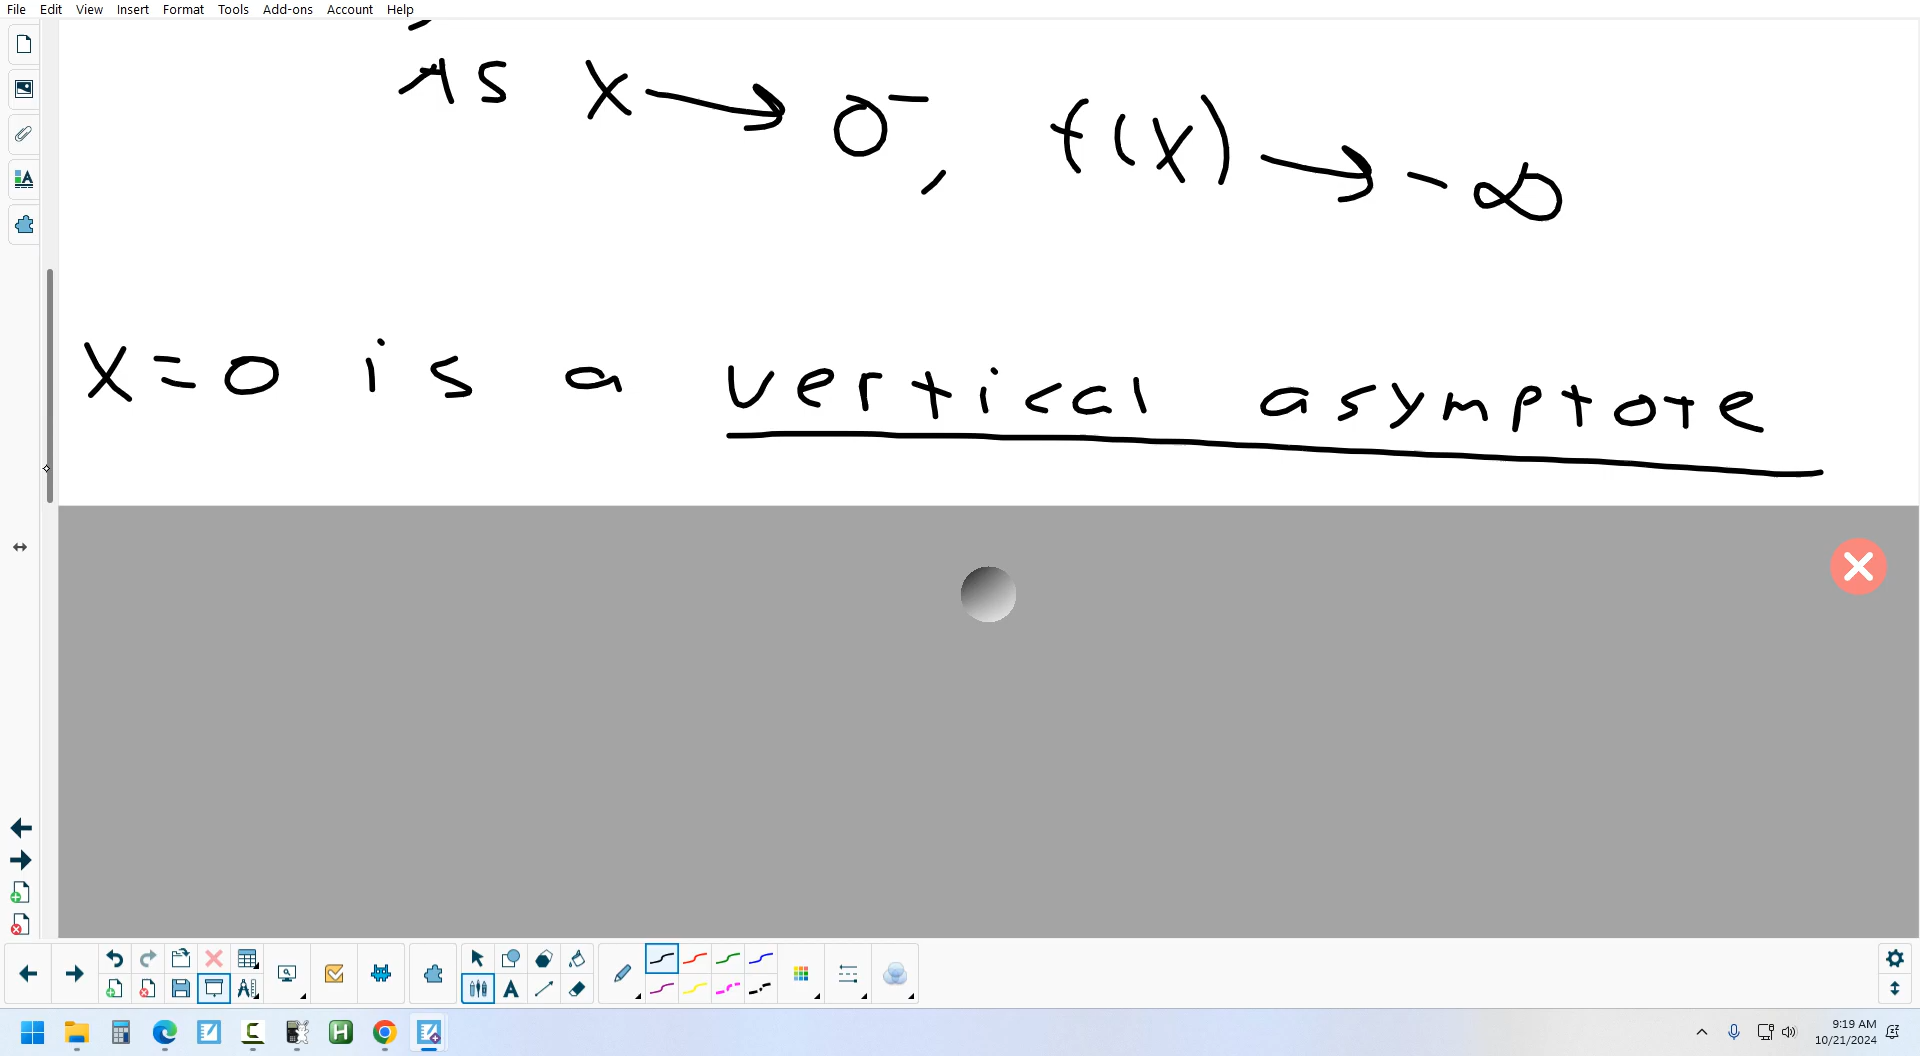 File Edit View Insert Format Tools Add-ons Account Help
As x → 0⁻, f(x) → -∞
x=0 is a vertical asymptote
9:19 AM
10/21/2024